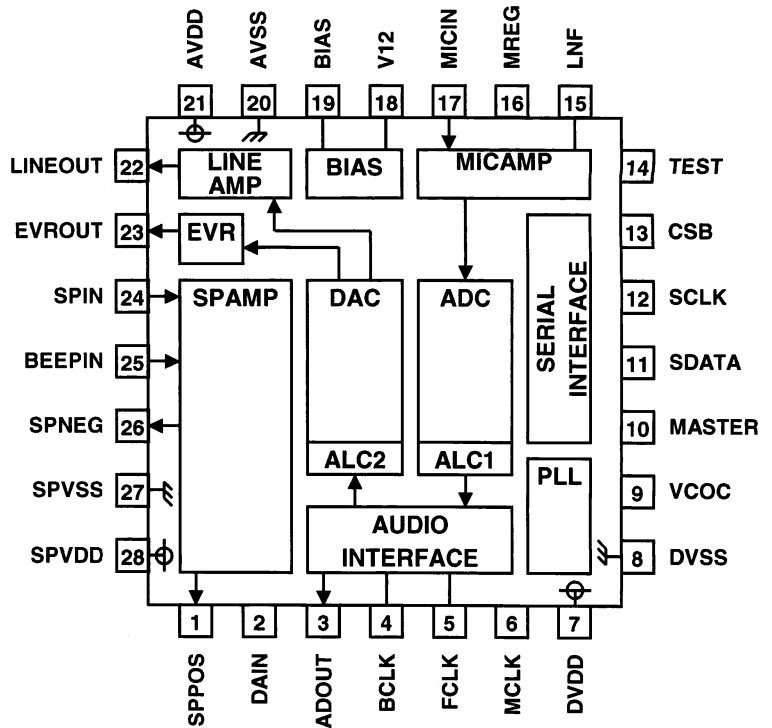 AVDD
AVSS
BIAS
V12
MICIN
MREG
LNF
21
20
19
18
17
16
15
LINEOUT
22
LINE
AMP
BIAS
MICAMP
14
TEST
EVROUT
23
EVR
13
CSB
SPIN
24
SPAMP
DAC
ADC
SERIAL
INTERFACE
12
SCLK
BEEPIN
25
11
SDATA
SPNEG
26
10
MASTER
ALC2
ALC1
PLL
SPVSS
27
9
VCOC
AUDIO
INTERFACE
SPVDD
28
8
DVSS
1
2
3
4
5
6
7
SPPOS
DAIN
ADOUT
BCLK
FCLK
MCLK
DVDD